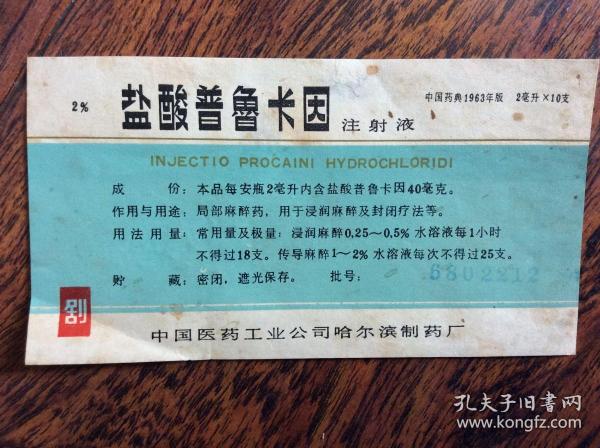 2% 盐酸普鲁卡因 注射液 中国药典1963年版 2毫升×10支
INJECTIO PROCAINI HYDROCHLORIDI
成 份：本品每安瓶2毫升内含盐酸普鲁卡因40毫克。
作用与用途：局部麻醉药，用于浸润麻醉及封闭疗法等。
用法用量：常用量及极量：浸润麻醉0.25～0.5%水溶液每1小时
不得过18支。传导麻醉1～2%水溶液每次不得过25支。
贮 藏：密闭，遮光保存。 批号：6802212
剧
中国医药工业公司哈尔滨制药厂
孔夫子旧书网
www.kongfz.com